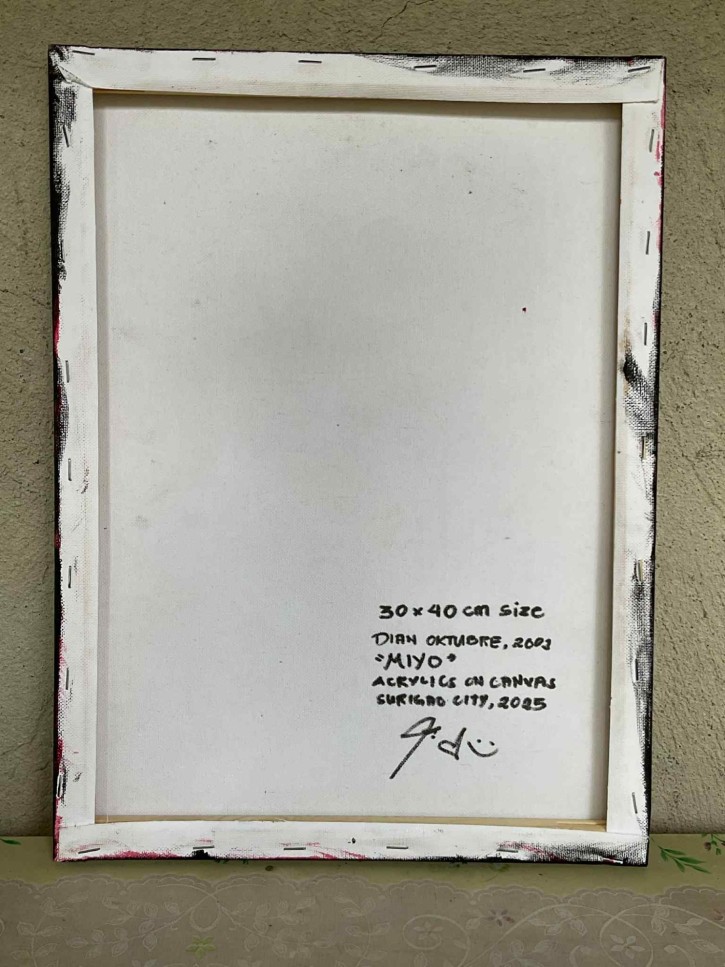 30 x 40 cm size
DIAN OKTUBRE, 2003
"MIYO"
ACRYLICS ON CANVAS
SURIGAO CITY, 2025